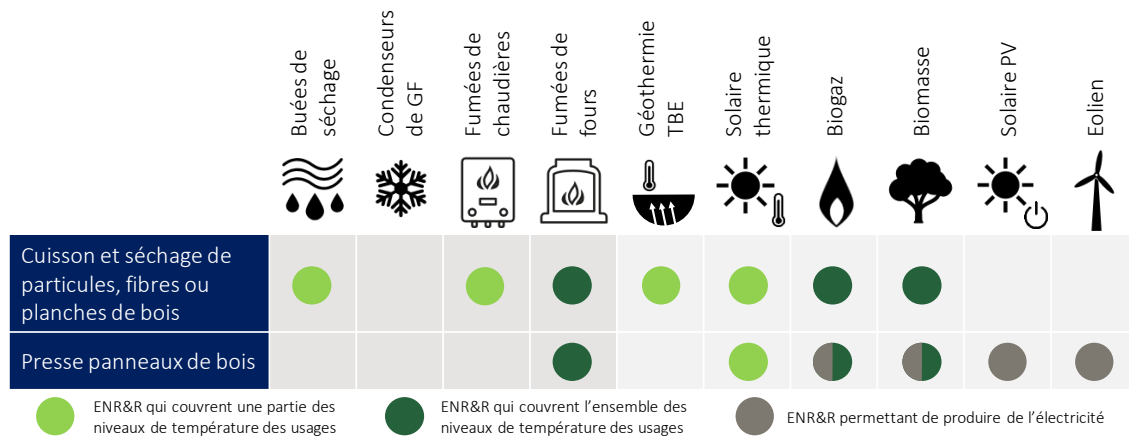 Buées de
séchage
Condenseurs
de GF
Fumées de
chaudières
Fumées de
fours
Géothermie
TBE
Solaire
thermique
Biogaz
Biomasse
Solaire PV
Eolien
Cuisson et séchage de
particules, fibres ou
planches de bois
Presse panneaux de bois
ENR&R qui couvrent une partie des
niveaux de température des usages
ENR&R qui couvrent l’ensemble des
niveaux de température des usages
ENR&R permettant de produire de l’électricité